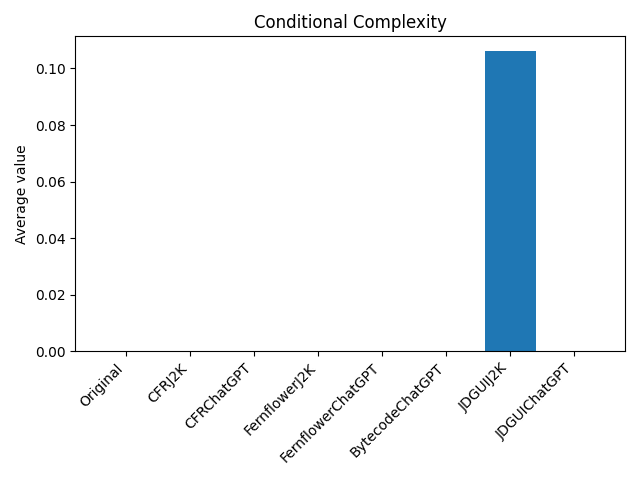 Conditional Complexity
Average value
0.10
0.08
0.06
0.04
0.02
0.00
Original
CFRJ2K
CFRChatGPT
FernflowerJ2K
FernflowerChatGPT
BytecodeChatGPT
JDGUIJ2K
JDGUIChatGPT